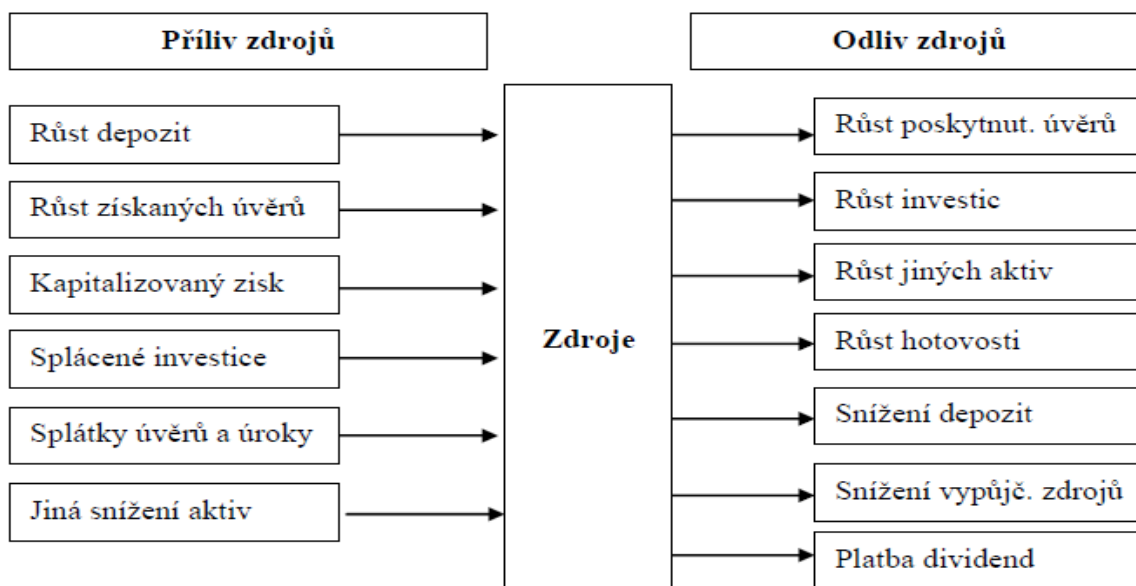 Příliv zdrojů
Odliv zdrojů
Růst depozit
Růst získaných úvěrů
Kapitalizovaný zisk
Splácené investice
Splátky úvěrů a úroky
Jiná snížení aktiv
Zdroje
Růst poskytnut. úvěrů
Růst investic
Růst jiných aktiv
Růst hotovosti
Snížení depozit
Snížení vypůjč. zdrojů
Platba dividend